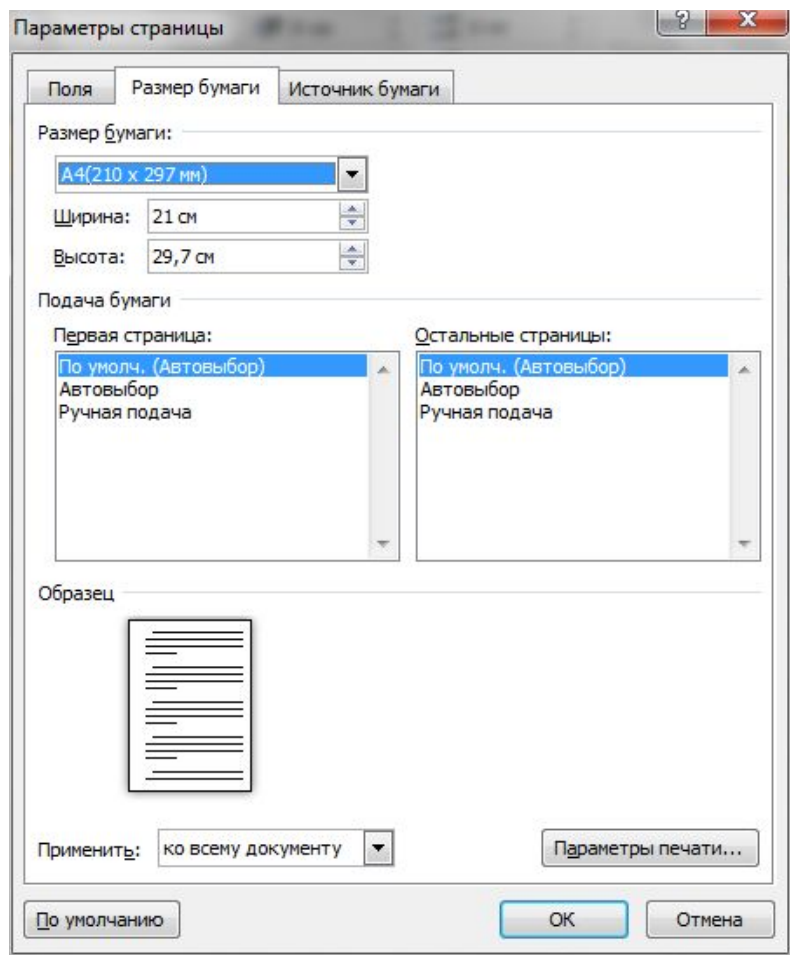 Параметры страницы
Поля Размер бумаги Источник бумаги
Размер бумаги:
A4(210 x 297 мм)
Ширина: 21 см
Высота: 29,7 см
Подача бумаги
Первая страница: Остальные страницы:
По умолч. (Автовыбор) По умолч. (Автовыбор)
Автовыбор Автовыбор
Ручная подача Ручная подача
Образец
Применить: ко всему документу Параметры печати...
По умолчанию ОК Отмена